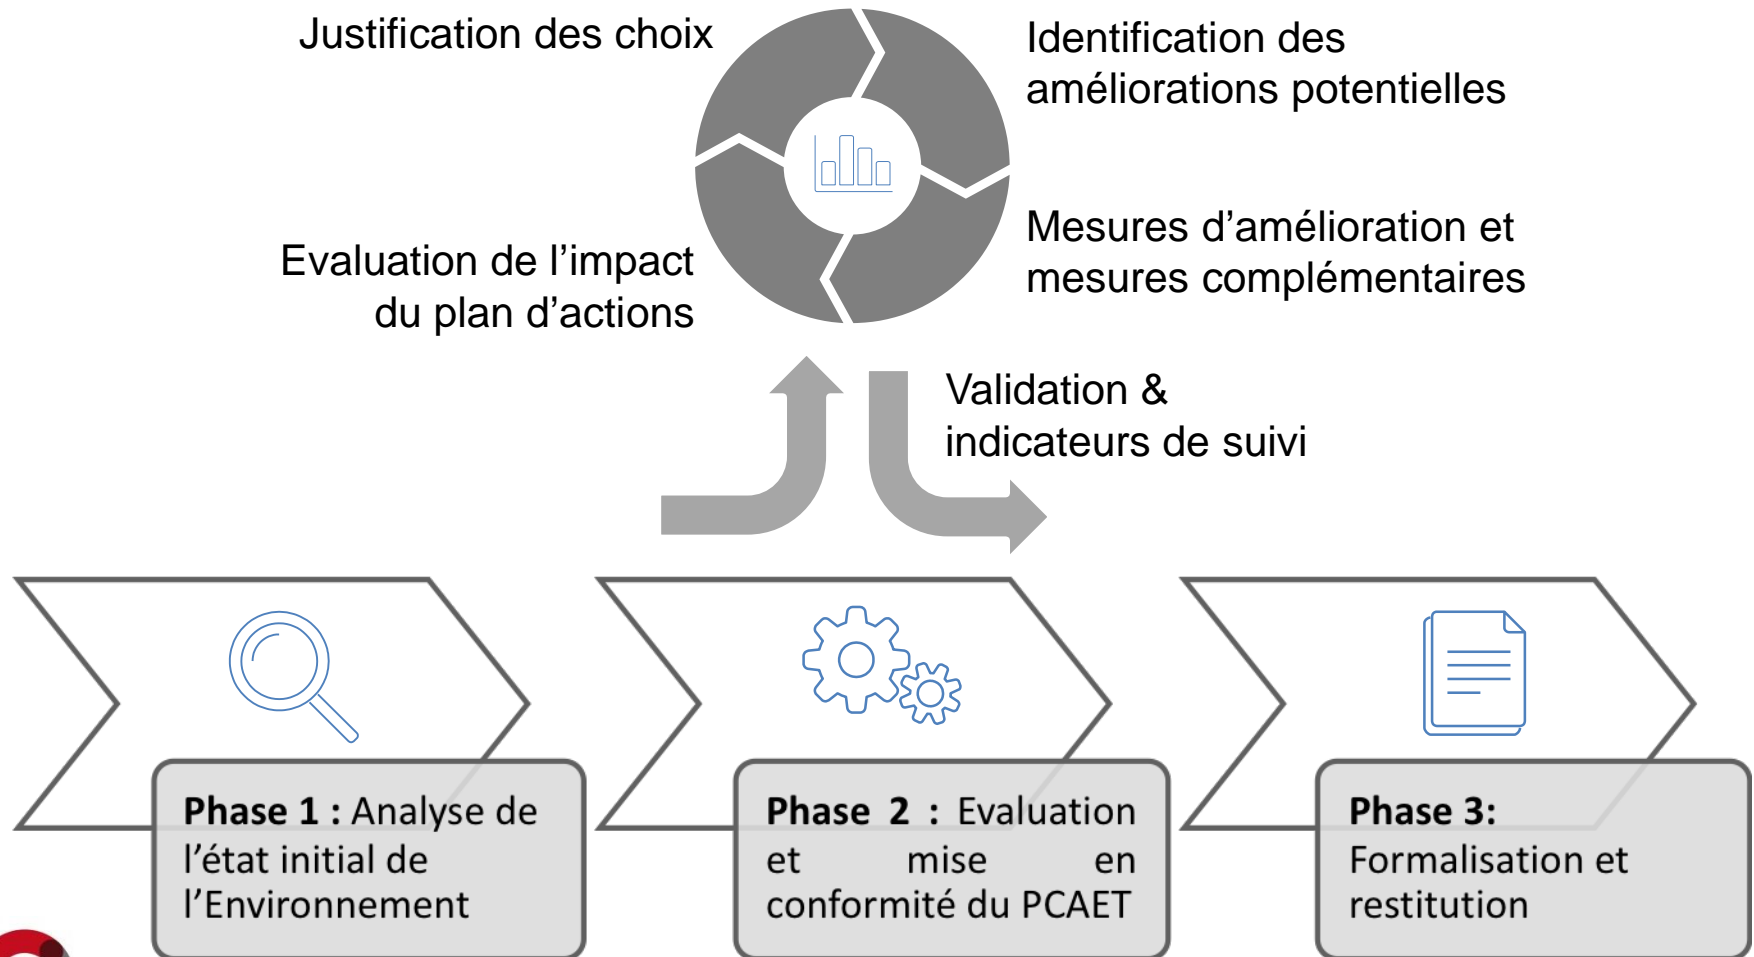 Justification des choix
Identification des
améliorations potentielles
Evaluation de l’impact
du plan d’actions
Mesures d’amélioration et
mesures complémentaires
Validation &
indicateurs de suivi
Phase 1 : Analyse de
l’état initial de
l’Environnement
Phase 2 : Evaluation
et mise en
conformité du PCAET
Phase 3:
Formalisation et
restitution